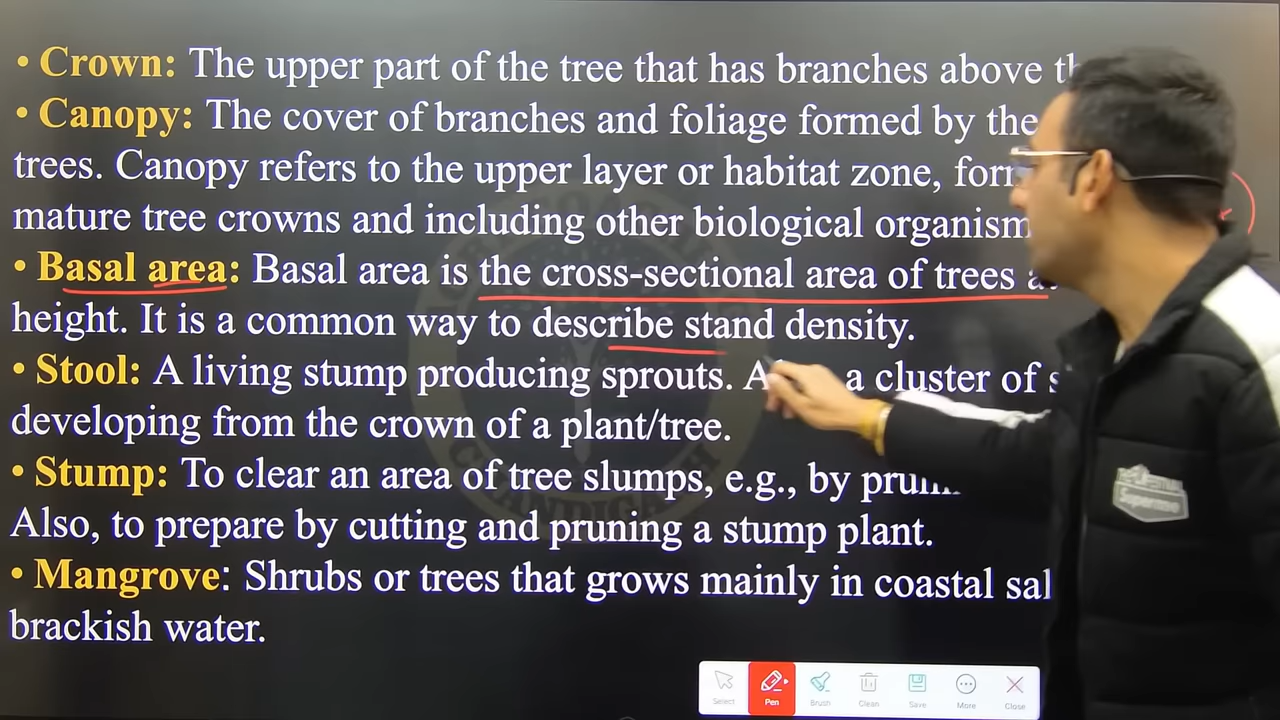 • Crown: The upper part of the tree that has branches above
• Canopy: The cover of branches and foliage formed by the
trees. Canopy refers to the upper layer or habitat zone,
mature tree crowns and including other biological organism
• Basal area: Basal area is the cross-sectional area of trees
height. It is a common way to describe stand density.
• Stool: A living stump producing sprouts. a cluster of
developing from the crown of a plant/tree.
• Stump: To clear an area of tree slumps, e.g., by
Also, to prepare by cutting and pruning a stump plant.
• Mangrove: Shrubs or trees that grows mainly in coastal
brackish water.
Select Pen Brush Clean Save More Close